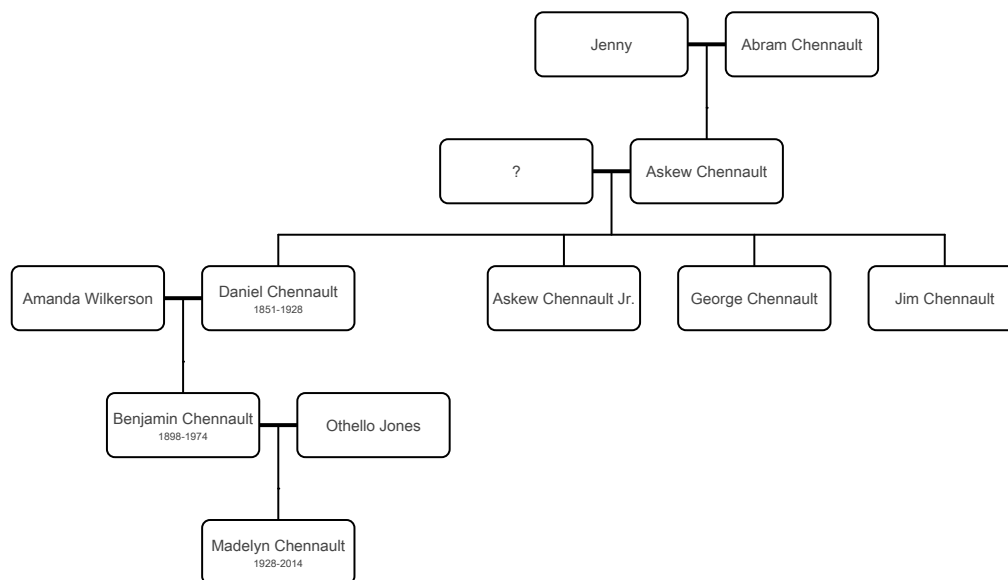 Jenny
Abram Chennault
?
Askew Chennault
Amanda Wilkerson
Daniel Chennault
1851-1928
Askew Chennault Jr.
George Chennault
Jim Chennault
Benjamin Chennault
1898-1974
Othello Jones
Madelyn Chennault
1928-2014